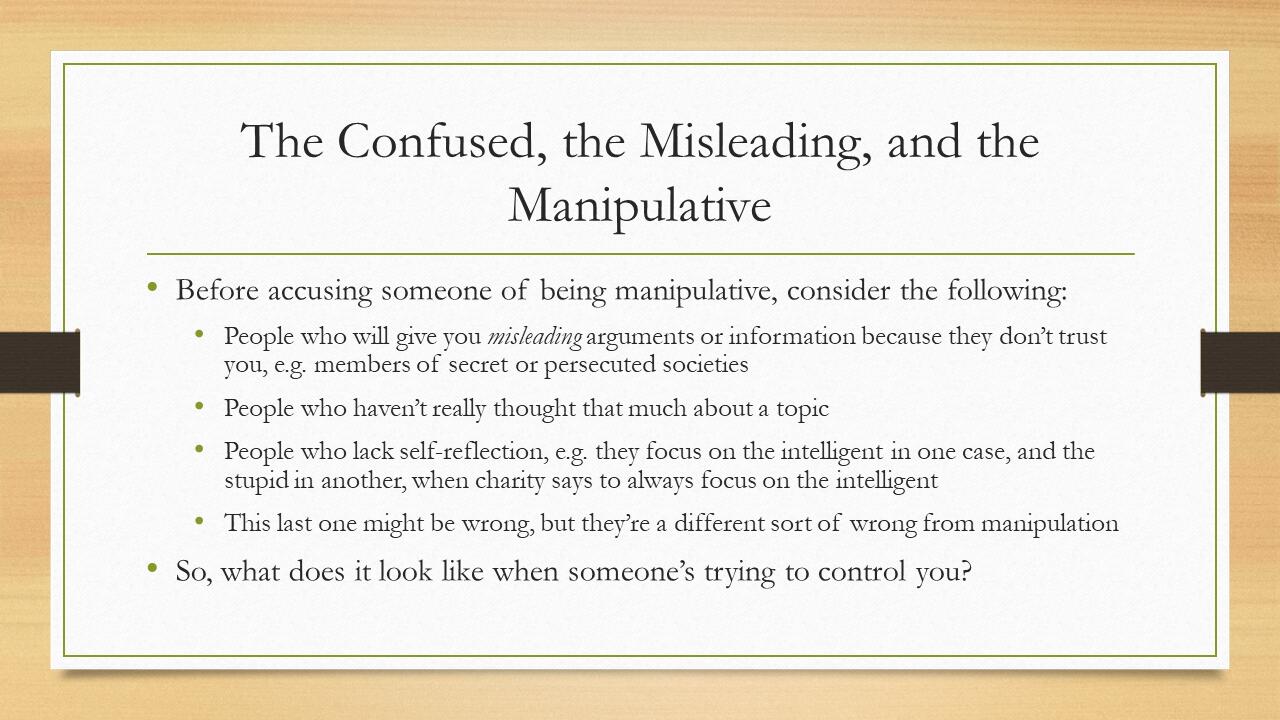 The Confused, the Misleading, and the
Manipulative
• Before accusing someone of being manipulative, consider the following:
• People who will give you misleading arguments or information because they don’t trust
you, e.g. members of secret or persecuted societies
• People who haven’t really thought that much about a topic
• People who lack self-reflection, e.g. they focus on the intelligent in one case, and the
stupid in another, when charity says to always focus on the intelligent
• This last one might be wrong, but they’re a different sort of wrong from manipulation
• So, what does it look like when someone’s trying to control you?